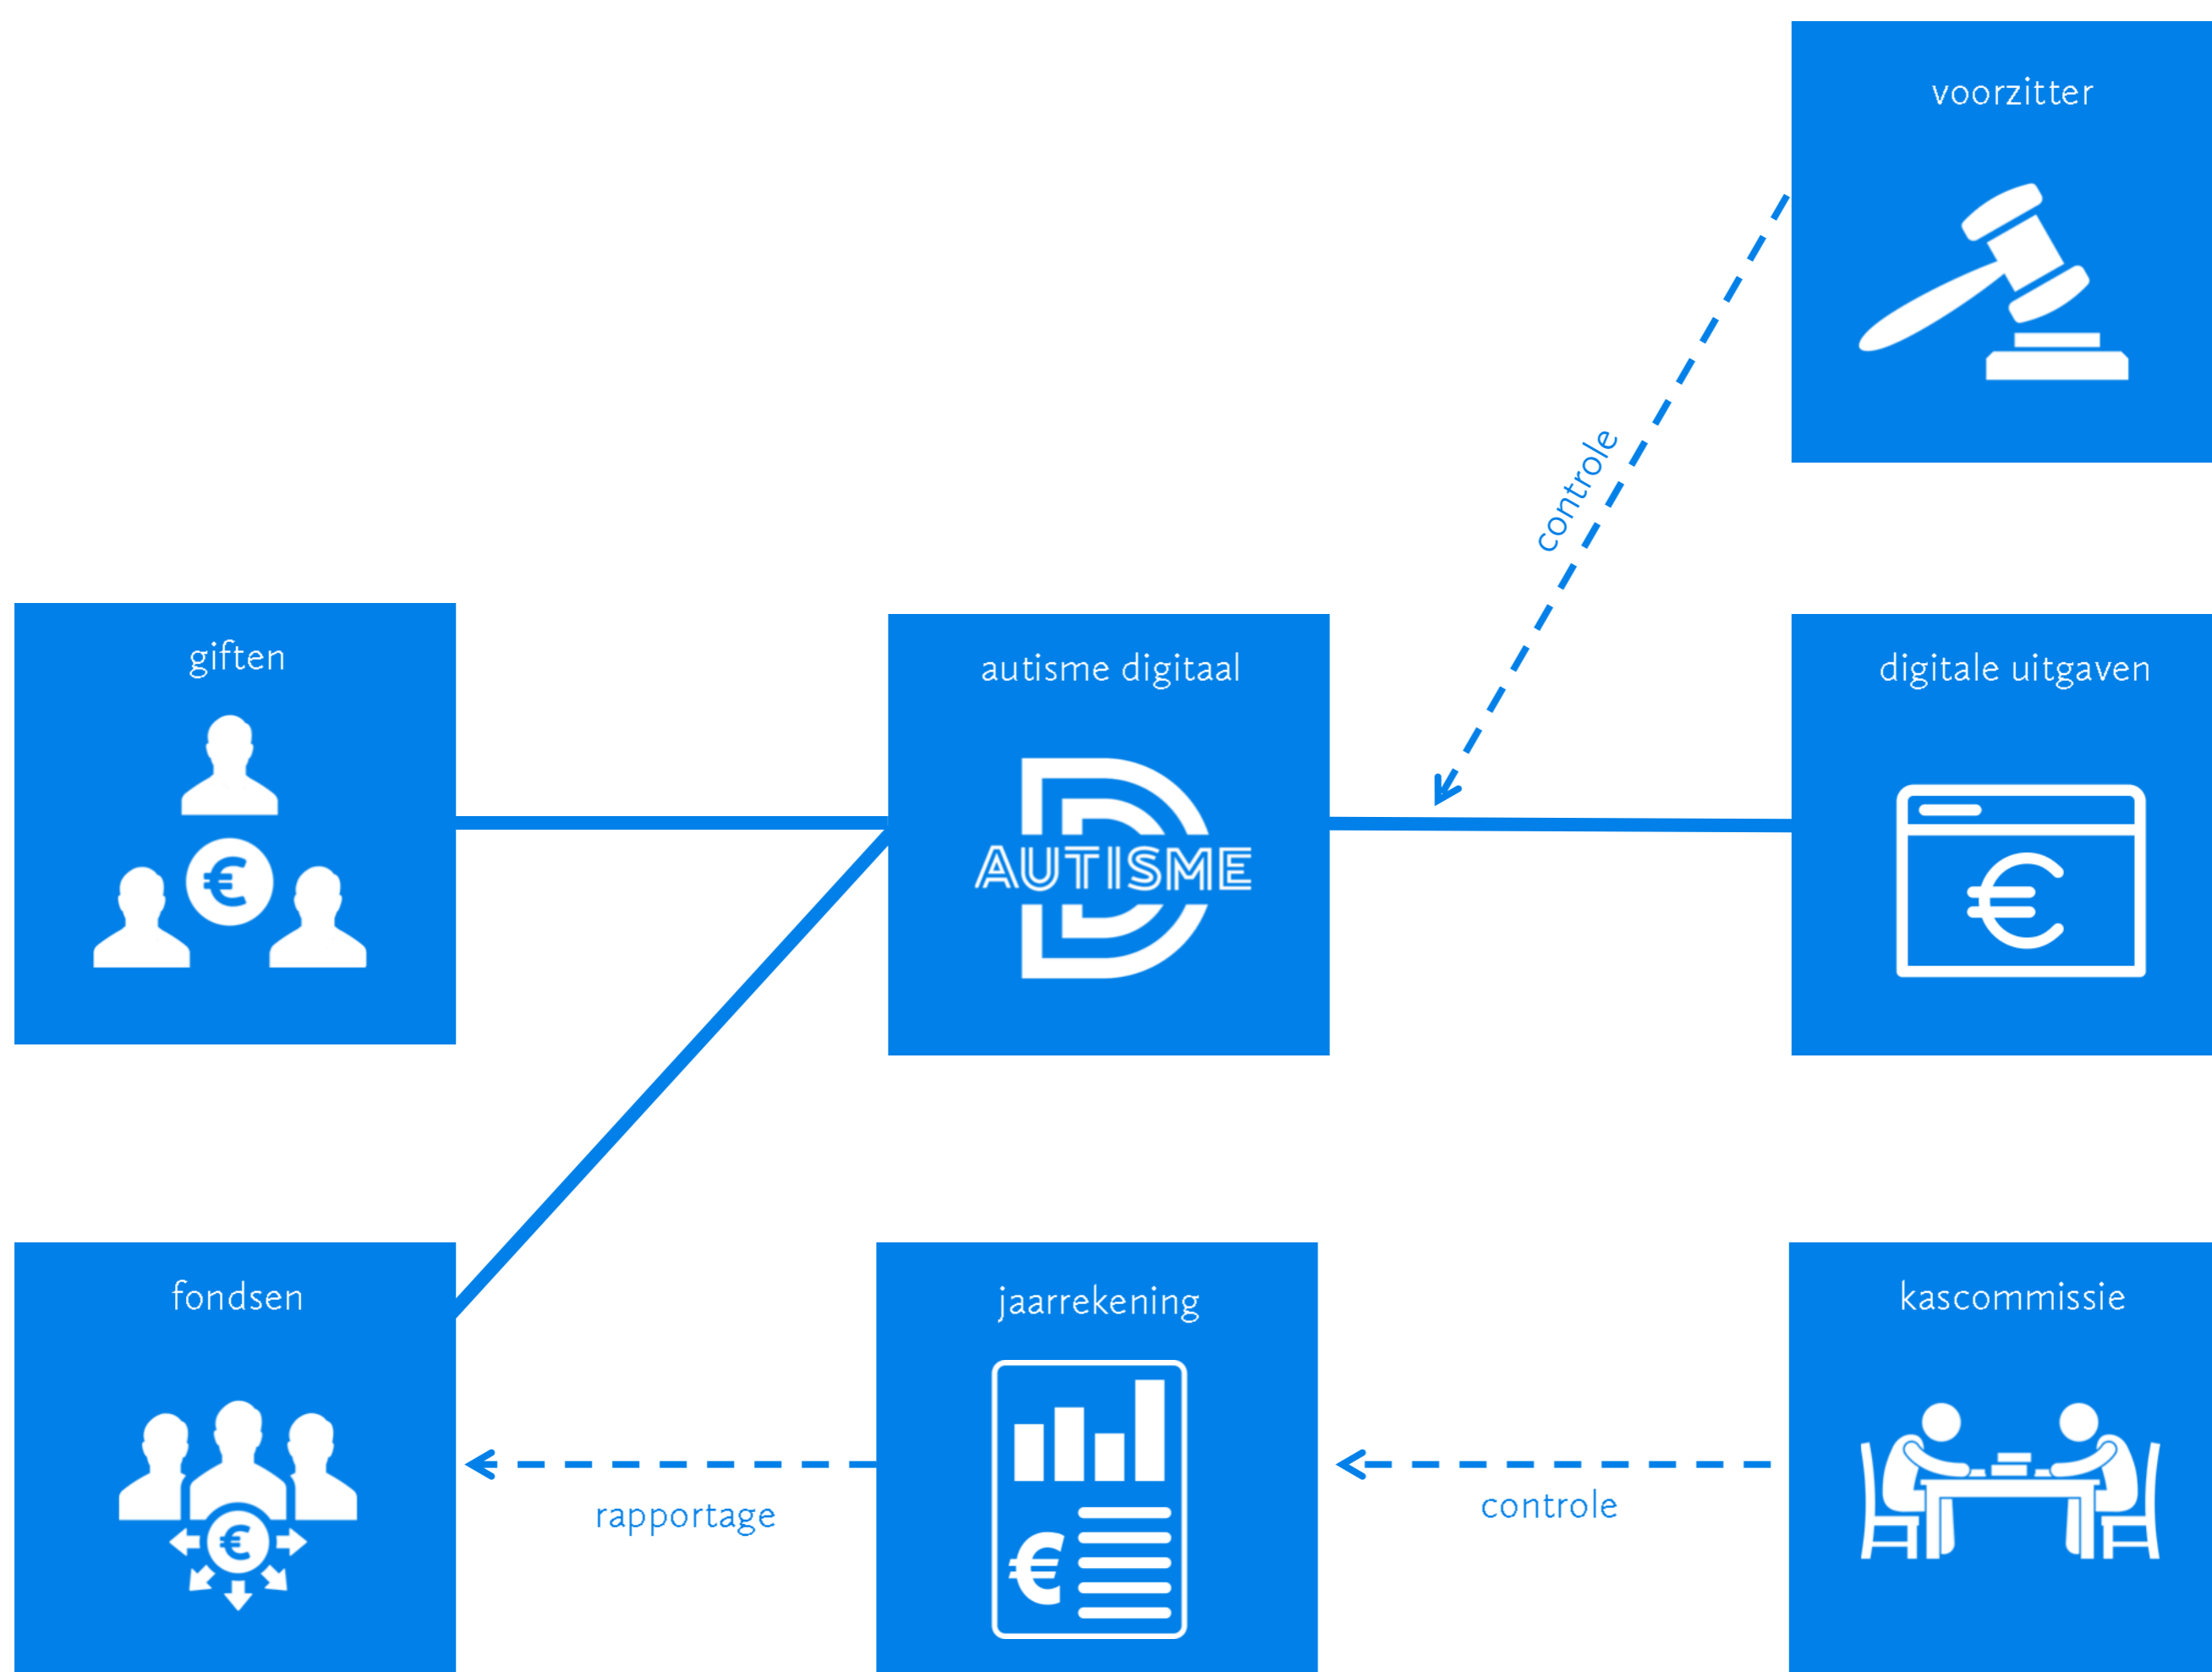 voorzitter
controle
giften
autisme digitaal
digitale uitgaven
€
D
AUTISME
€
fondsen
jaarrekening
kascommissie
rapportage
controle
€
€